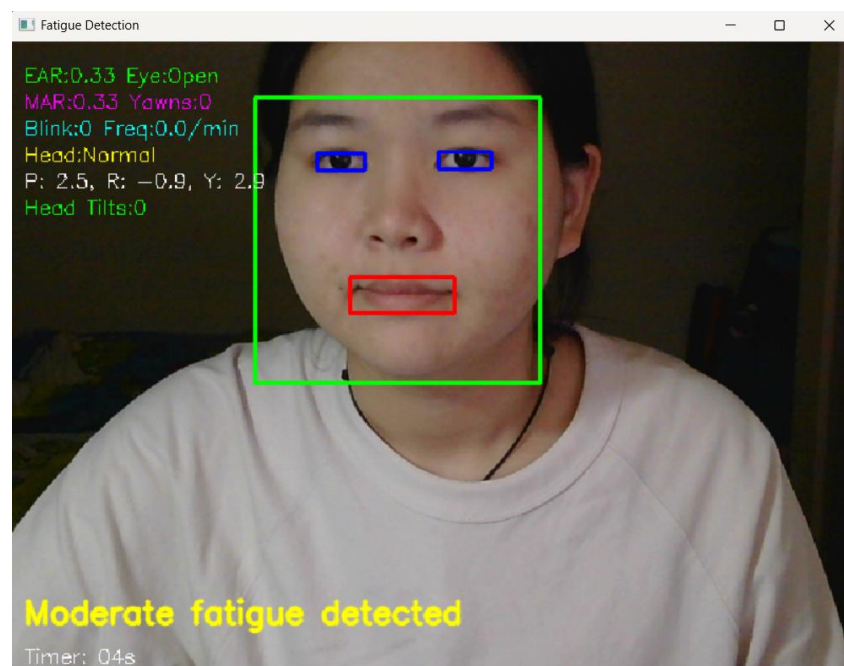 Fatigue Detection
EAR:0.33 Eye:Open
MAR:0.33 Yawns:0
Blink:0 Freq:0.0/min
Head:Normal
P: 2.5, R: -0.9, Y: 2.9
Head Tilts:0
Moderate fatigue detected
Timer: 04s